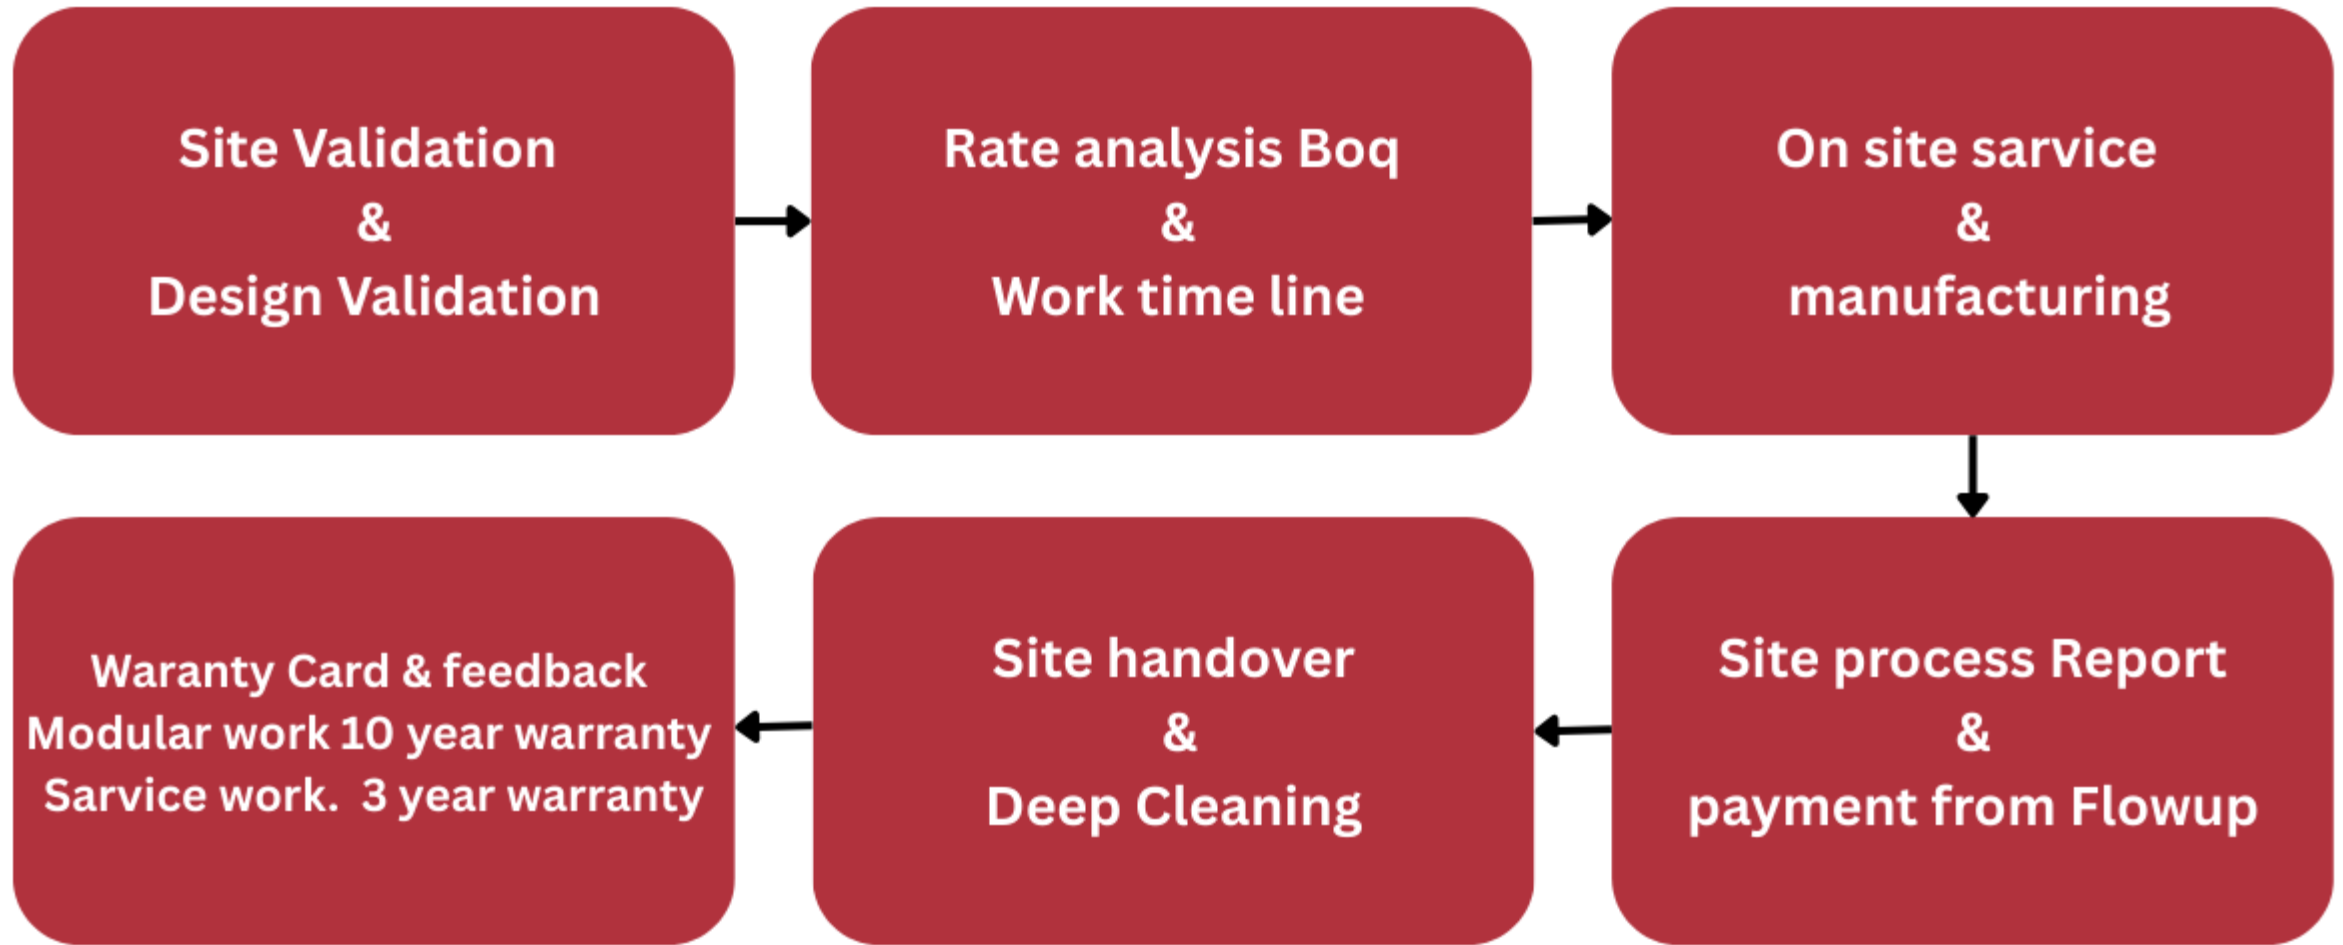 Site Validation
&
Design Validation
Rate analysis Boq
&
Work time line
On site sarvice
&
manufacturing
Site process Report
&
payment from Flowup
Site handover
&
Deep Cleaning
Waranty Card & feedback
Modular work 10 year warranty
Sarvice work. 3 year warranty